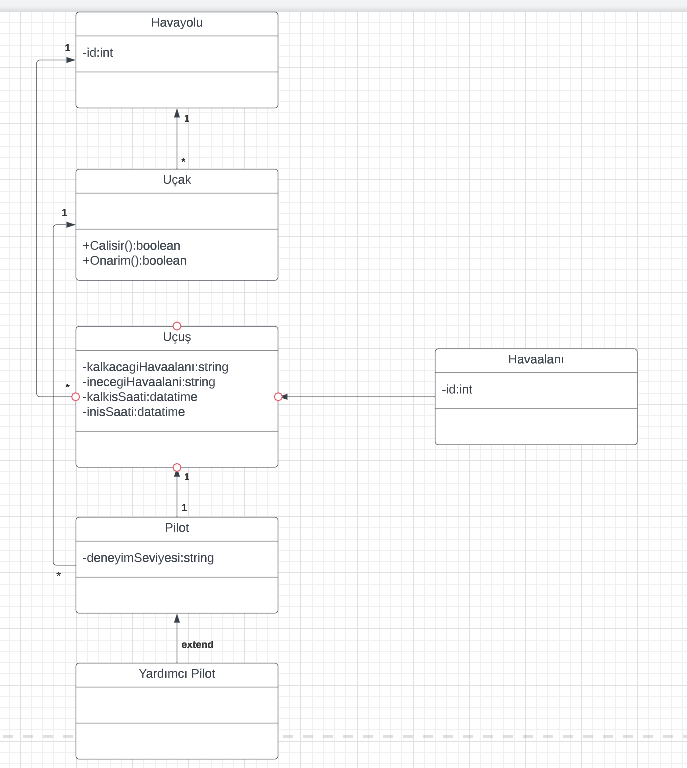 Havayolu
1
-id:int
1
*
Uçak
1
+Calisir():boolean
+Onarim():boolean
Uçuş
-kalkacagiHavaalanı:string
-inecegiHavaalani:string
*
-kalkisSaati:datatime
-inisSaati:datatime
Havaalanı
-id:int
1
1
Pilot
-deneyimSeviyesi:string
*
extend
Yardımcı Pilot